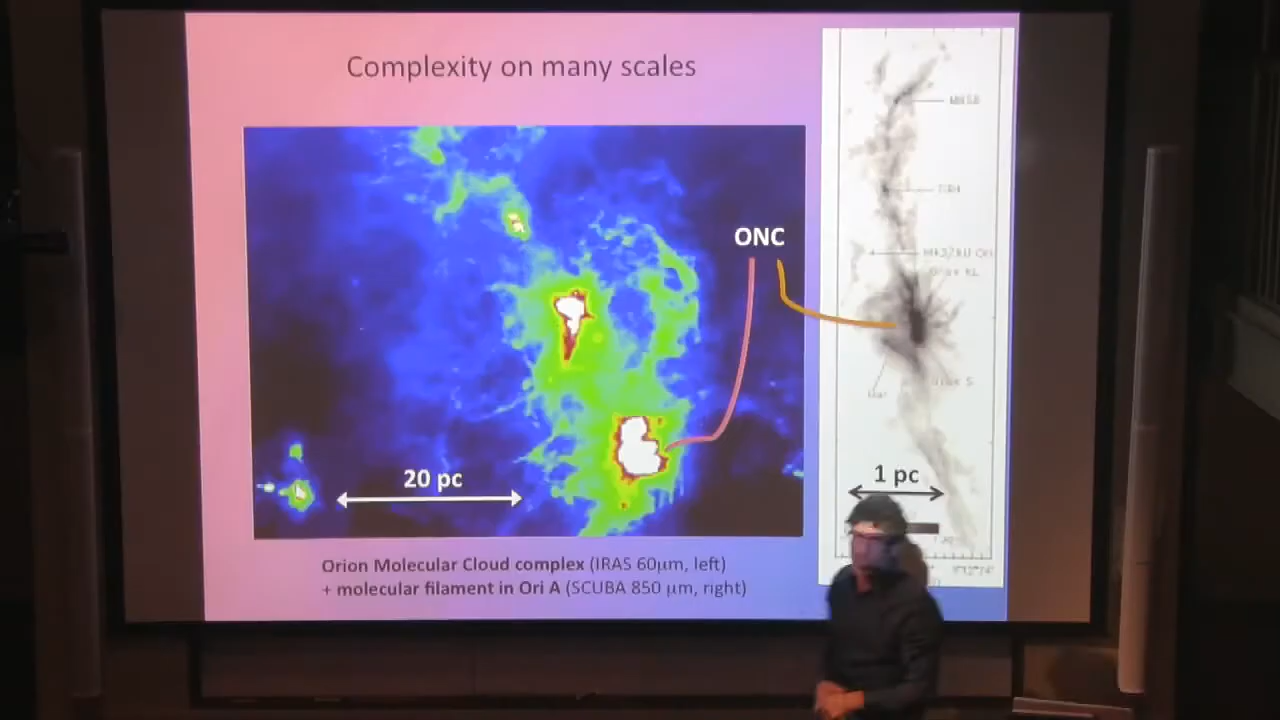 Complexity on many scales
ONC
20 pc
1 pc
Orion Molecular Cloud complex (IRAS 60μm, left)
+ molecular filament in Ori A (SCUBA 850 μm, right)